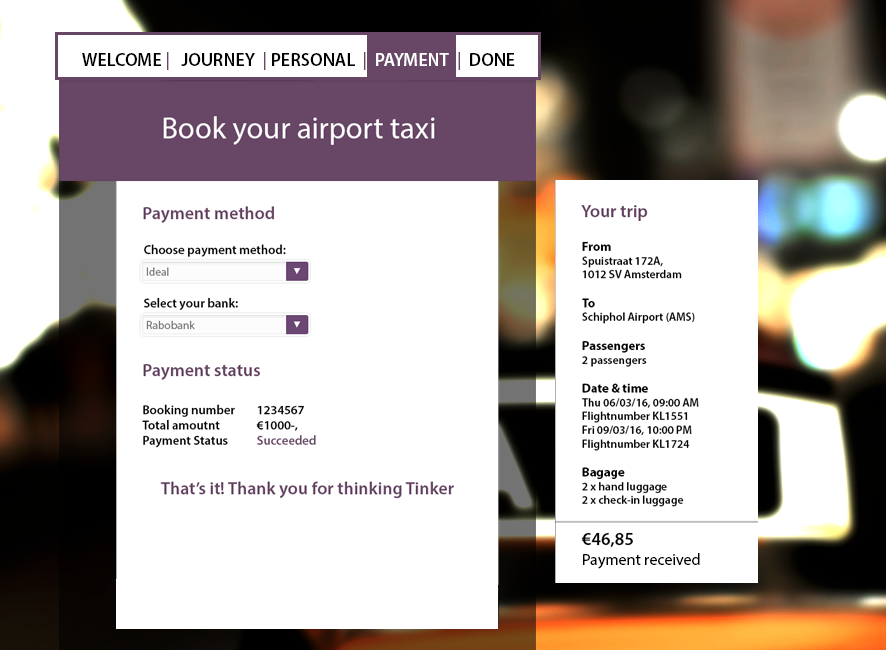 WELCOME | JOURNEY | PERSONAL | PAYMENT | DONE
Book your airport taxi
Payment method
Choose payment method:
Ideal
Select your bank:
Rabobank
Payment status
Booking number 1234567
Total amoutnt €1000-,
Payment Status Succeeded
That's it! Thank you for thinking Tinker
Your trip
From
Spuistraat 172A,
1012 SV Amsterdam
To
Schiphol Airport (AMS)
Passengers
2 passengers
Date & time
Thu 06/03/16, 09:00 AM
Flightnumber KL1551
Fri 09/03/16, 10:00 PM
Flightnumber KL1724
Bagage
2 x hand luggage
2 x check-in luggage
€46,85
Payment received